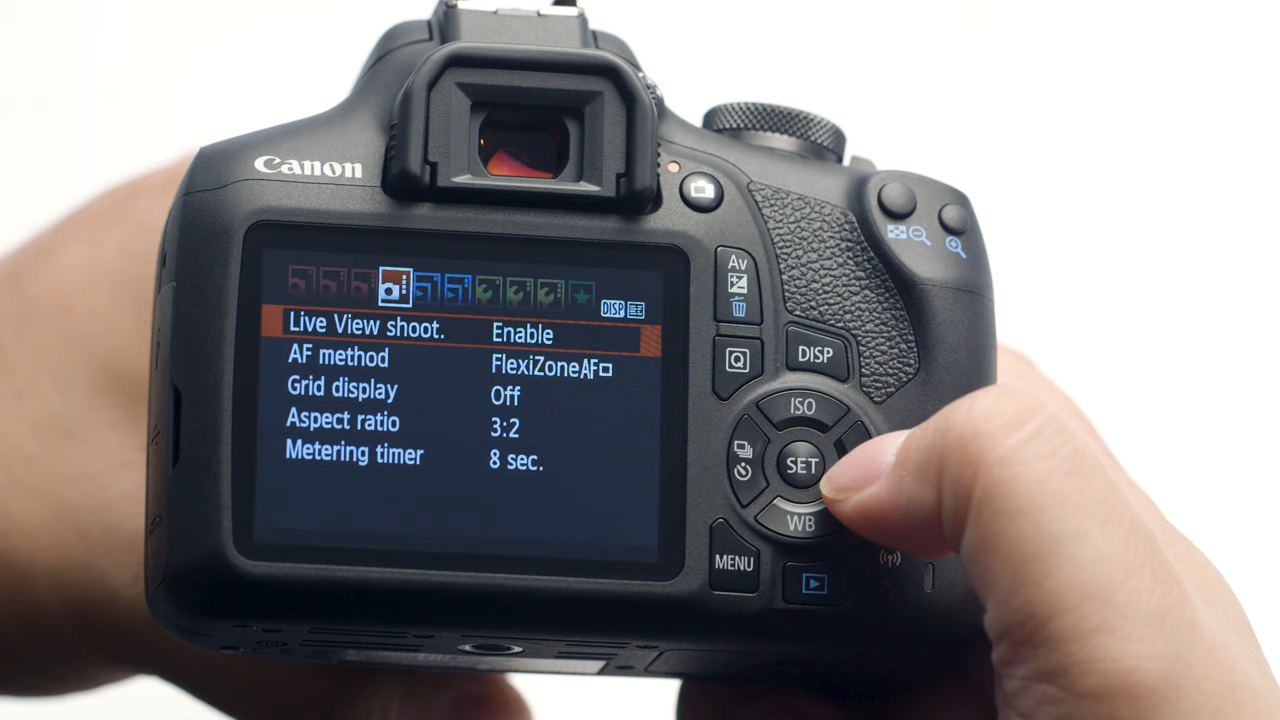 Canon
DISP
Live View shoot. Enable
AF method FlexiZoneAF
Grid display Off
Aspect ratio 3:2
Metering timer 8 sec.
Av
Q
DISP
ISO
SET
WB
MENU